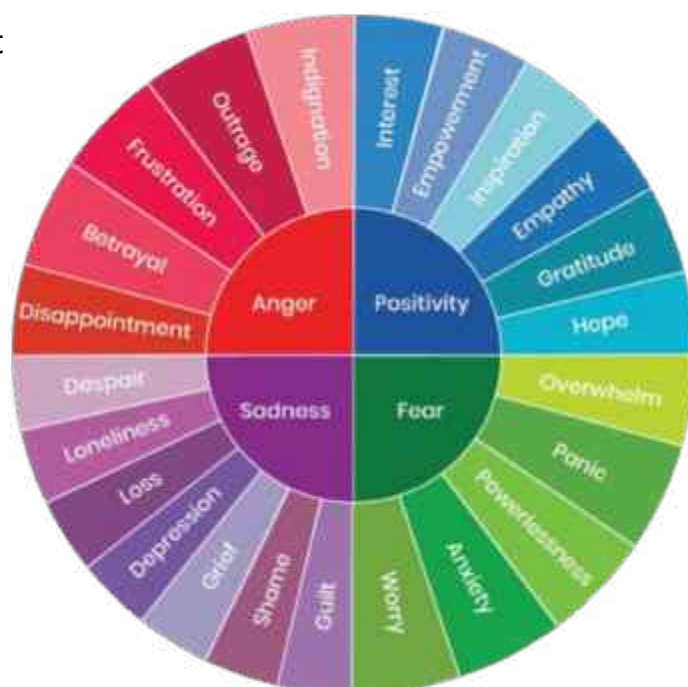 t
Indignation
Outrage
Frustration
Betrayal
Disappointment
Anger
Interest
Empowerment
Inspiration
Empathy
Gratitude
Hope
Positivity
Despair
Loneliness
Loss
Depression
Grief
Shame
Guilt
Sadness
Overwhelm
Panic
Powerlessness
Anxiety
Worry
Fear